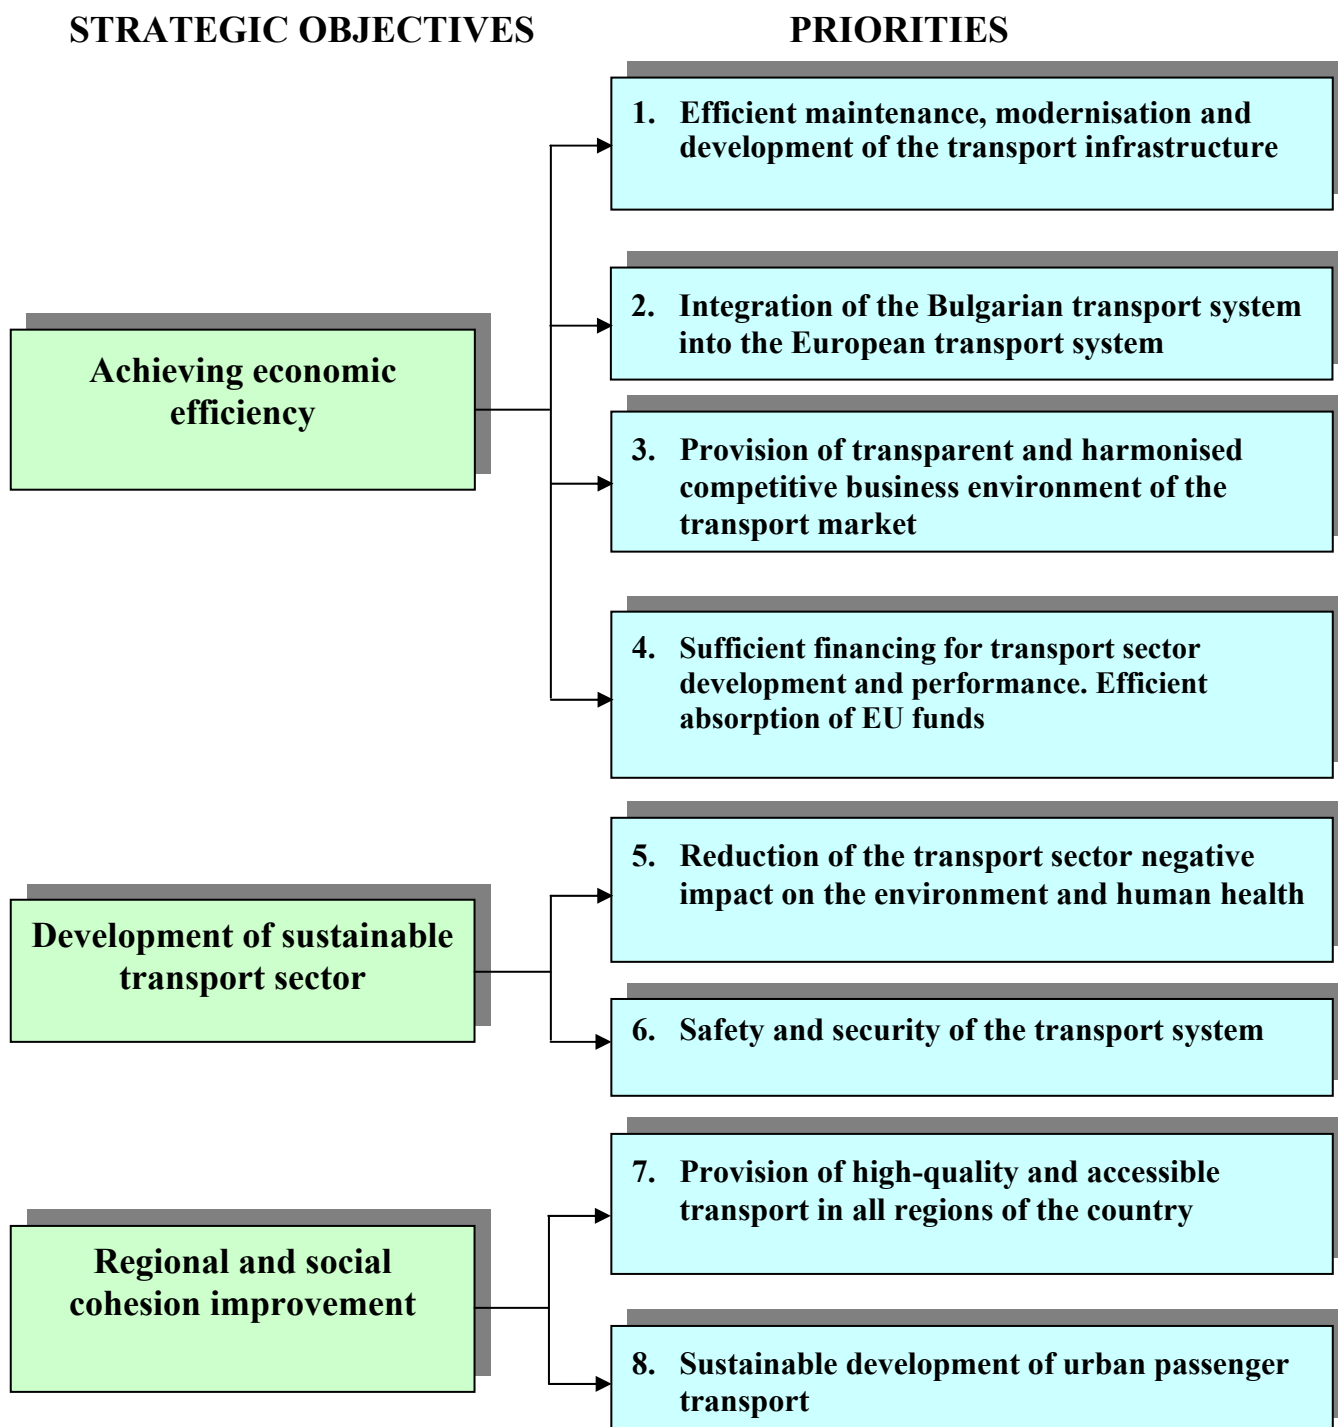 STRATEGIC OBJECTIVES
PRIORITIES
1. Efficient maintenance, modernisation and
development of the transport infrastructure
2. Integration of the Bulgarian transport system
into the European transport system
Achieving economic
efficiency
3. Provision of transparent and harmonised
competitive business environment of the
transport market
4. Sufficient financing for transport sector
development and performance. Efficient
absorption of EU funds
5. Reduction of the transport sector negative
impact on the environment and human health
Development of sustainable
transport sector
6. Safety and security of the transport system
7. Provision of high-quality and accessible
transport in all regions of the country
Regional and social
cohesion improvement
8. Sustainable development of urban passenger
transport